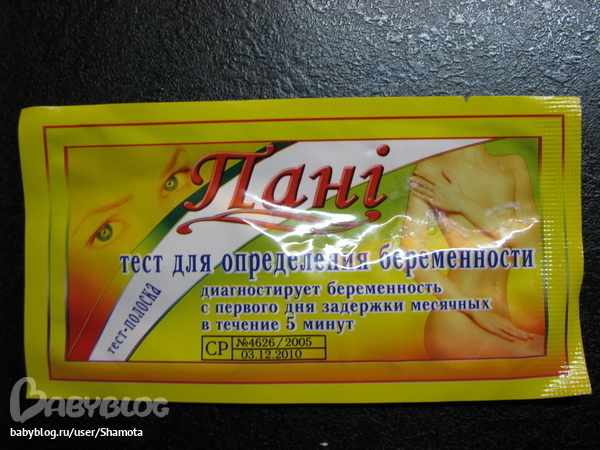 Пані
тест для определения беременности
диагностирует беременность
с первого дня задержки месячных
в течение 5 минут
тест-полоска
СР №4626/2005
03.12.2010
BABYBLOG
babyblog.ru/user/Shamota